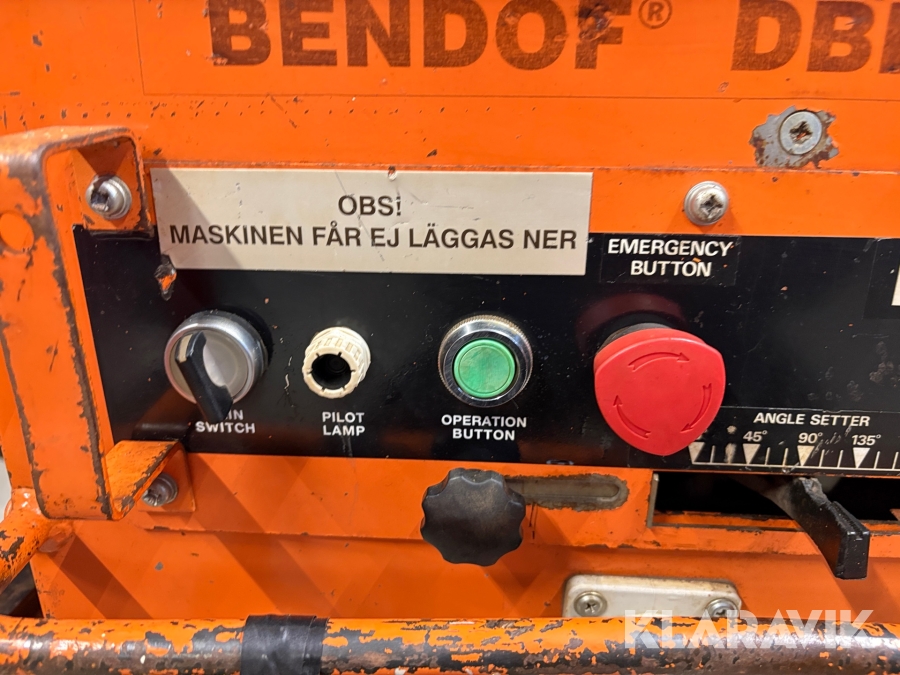 BENDOF® DB
OBS!
MASKINEN FÅR EJ LÄGGAS NER
EMERGENCY
BUTTON
SWITCH
PILOT
LAMP
OPERATION
BUTTON
ANGLE SETTER
45° 90° 135°
KLARAVIK